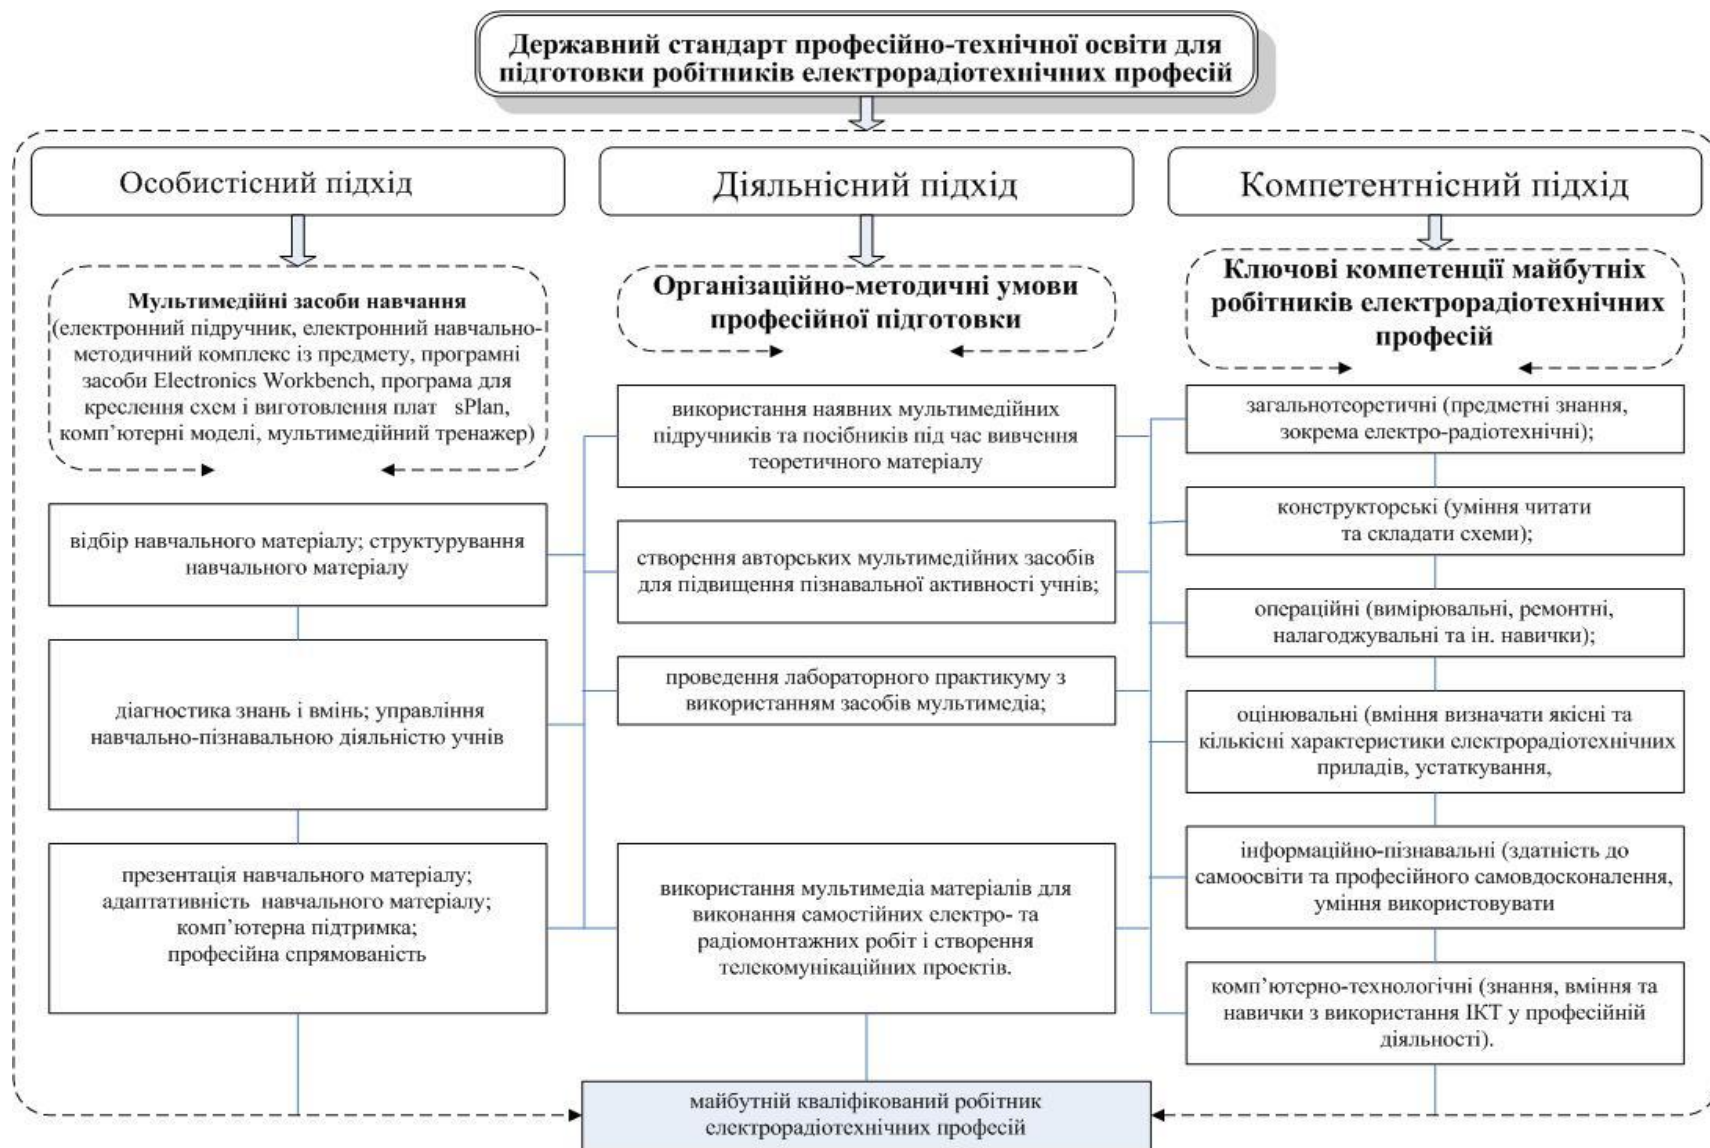 Державний стандарт професійно-технічної освіти для
підготовки робітників електрорадіотехнічних професій
Особистісний підхід
Діяльнісний підхід
Компетентнісний підхід
Мультимедійні засоби навчання
(електронний підручник, електронний навчально-
методичний комплекс із предмету, програмні
засоби Electronics Workbench, програма для
креслення схем і виготовлення плат sPlan,
комп’ютерні моделі, мультимедійний тренажер)
відбір навчального матеріалу; структурування
навчального матеріалу
діагностика знань і вмінь; управління
навчально-пізнавальною діяльністю учнів
презентація навчального матеріалу;
адаптативність навчального матеріалу;
комп’ютерна підтримка;
професійна спрямованість
Організаційно-методичні умови
професійної підготовки
використання наявних мультимедійних
підручників та посібників під час вивчення
теоретичного матеріалу
створення авторських мультимедійних засобів
для підвищення пізнавальної активності учнів;
проведення лабораторного практикуму з
використанням засобів мультимедіа;
використання мультимедіа матеріалів для
виконання самостійних електро- та
радіомонтажних робіт і створення
телекомунікаційних проектів.
Ключові компетенції майбутніх
робітників електрорадіотехнічних
професій
загальнотеоретичні (предметні знання,
зокрема електро-радіотехнічні);
конструкторські (уміння читати
та складати схеми);
операційні (вимірювальні, ремонтні,
налагоджувальні та ін. навички);
оцінювальні (вміння визначати якісні та
кількісні характеристики електрорадіотехнічних
приладів, устаткування,
інформаційно-пізнавальні (здатність до
самоосвіти та професійного самовдосконалення,
уміння використовувати
комп’ютерно-технологічні (знання, вміння та
навички з використання ІКТ у професійній
діяльності).
майбутній кваліфікований робітник
електрорадіотехнічних професій